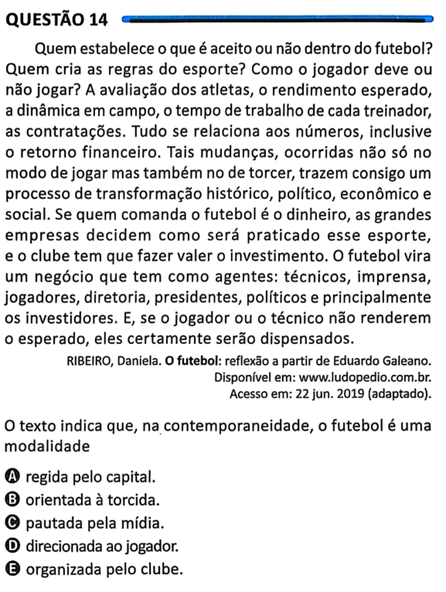 QUESTÃO 14
Quem estabelece o que é aceito ou não dentro do futebol?
Quem cria as regras do esporte? Como o jogador deve ou
não jogar? A avaliação dos atletas, o rendimento esperado,
a dinâmica em campo, o tempo de trabalho de cada treinador,
as contratações. Tudo se relaciona aos números, inclusive
o retorno financeiro. Tais mudanças, ocorridas não só no
modo de jogar mas também no de torcer, trazem consigo um
processo de transformação histórico, político, econômico e
social. Se quem comanda o futebol é o dinheiro, as grandes
empresas decidem como será praticado esse esporte,
e o clube tem que fazer valer o investimento. O futebol vira
um negócio que tem como agentes: técnicos, imprensa,
jogadores, diretoria, presidentes, políticos e principalmente
os investidores. E, se o jogador ou o técnico não renderem
o esperado, eles certamente serão dispensados.
RIBEIRO, Daniela. O futebol: reflexão a partir de Eduardo Galeano.
Disponível em: www.ludopedio.com.br.
Acesso em: 22 jun. 2019 (adaptado).
O texto indica que, na contemporaneidade, o futebol é uma
modalidade
A regida pelo capital.
B orientada à torcida.
C pautada pela mídia.
D direcionada ao jogador.
E organizada pelo clube.